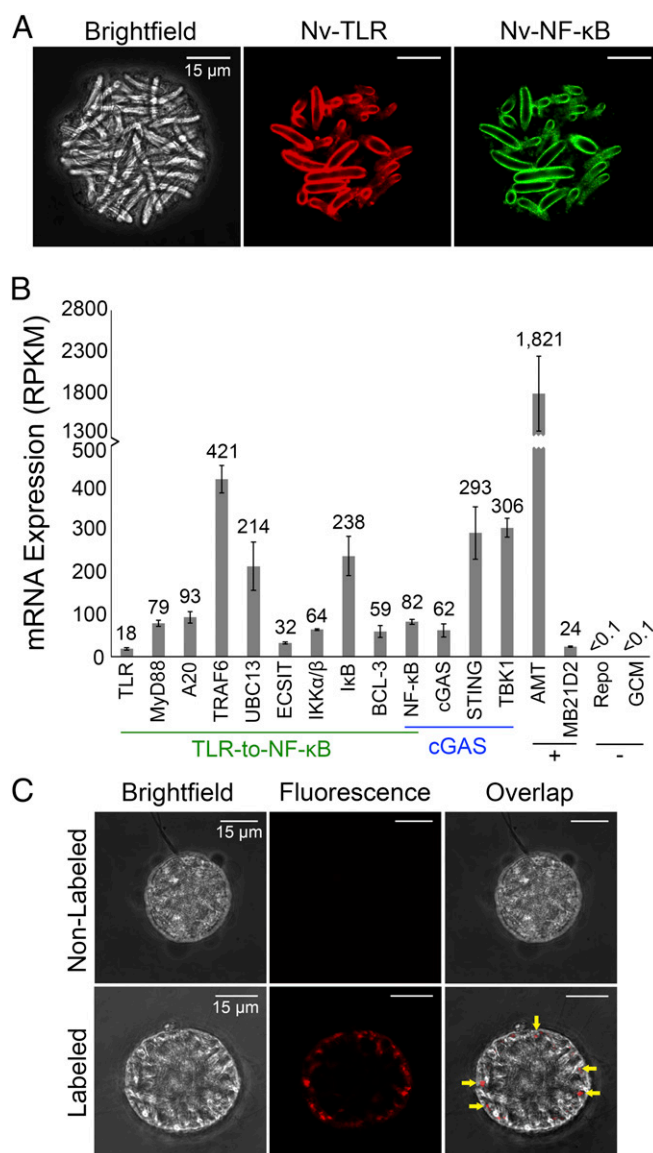 A
Brightfield Nv-TLR Nv-NF-κB
15 μm
B
mRNA Expression (RPKM)
2800
2300
1800
1300
500
400
300
200
100
0
18 79 93 421 214 32 64 238 59 82 62 293 306 1,821 24 <0.1 <0.1
TLR MyD88 A20 TRAF6 UBC13 ECSIT IKKα/β IκB BCL-3 NF-κB cGAS STING TBK1 AMT MB21D2 Repo GCM
TLR-to-NF-κB cGAS + -
C
Brightfield Fluorescence Overlap
Non-Labeled
15 μm
Labeled
15 μm